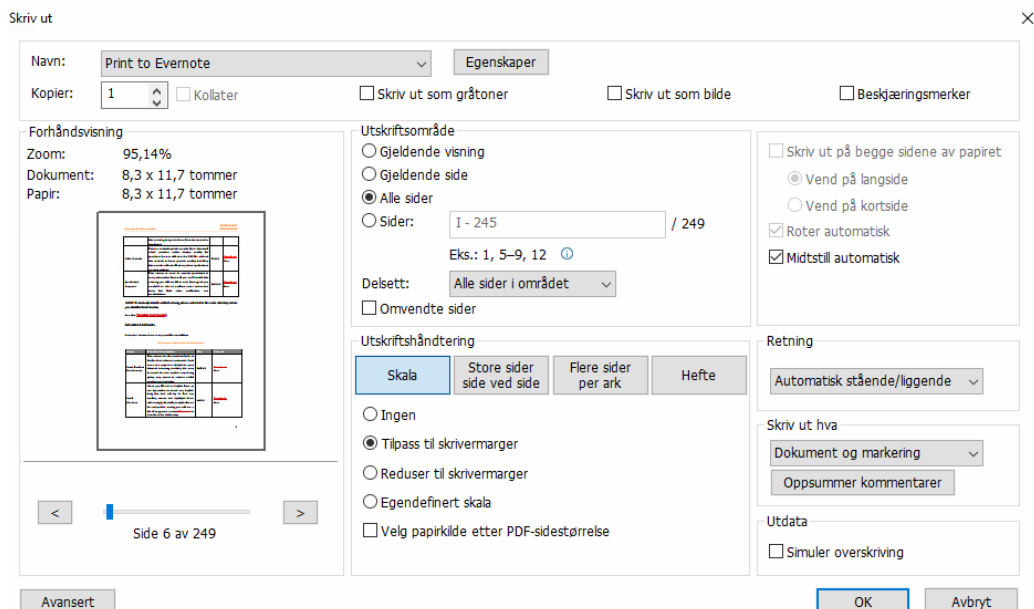 Skriv ut
Navn:
Print to Evernote
Egenskaper
Kopier:
1
Kollater
Skriv ut som gråtoner
Skriv ut som bilde
Beskjæringsmerker
Forhåndsvisning
Zoom: 95,14%
Dokument: 8,3 x 11,7 tommer
Papir: 8,3 x 11,7 tommer
<
>
Side 6 av 249
Utskriftsområde
Gjeldende visning
Gjeldende side
Alle sider
Sider:
I - 245
/ 249
Eks.: 1, 5–9, 12
Delsett:
Alle sider i området
Omvendte sider
Utskriftshåndtering
Skala
Store sider
side ved side
Flere sider
per ark
Hefte
Ingen
Tilpass til skrivermarger
Reduser til skrivermarger
Egendefinert skala
Velg papirkilde etter PDF-sidestørrelse
Skriv ut på begge sidene av papiret
Vend på langside
Vend på kortside
Roter automatisk
Midtstill automatisk
Retning
Automatisk stående/liggende
Skriv ut hva
Dokument og markering
Oppsummer kommentarer
Utdata
Simuler overskriving
Avansert
OK
Avbryt